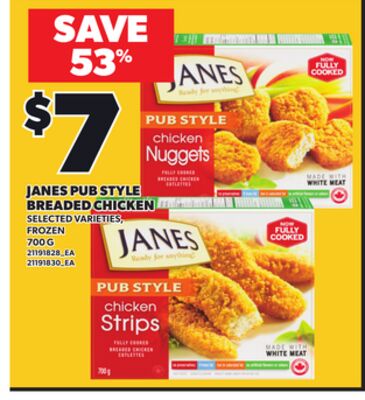 SAVE
53%
$7
JANES PUB STYLE
BREADED CHICKEN
SELECTED VARIETIES,
FROZEN
700 G
21191828_EA
21191830_EA
JANES
Ready for anything!
NOW
FULLY
COOKED
PUB STYLE
chicken
Nuggets
FULLY COOKED
BREADED CHICKEN
CUTLETTES
MADE WITH
WHITE MEAT
JANES
Ready for anything!
NOW
FULLY
COOKED
PUB STYLE
chicken
Strips
FULLY COOKED
BREADED CHICKEN
CUTLETTES
MADE WITH
WHITE MEAT
700 g